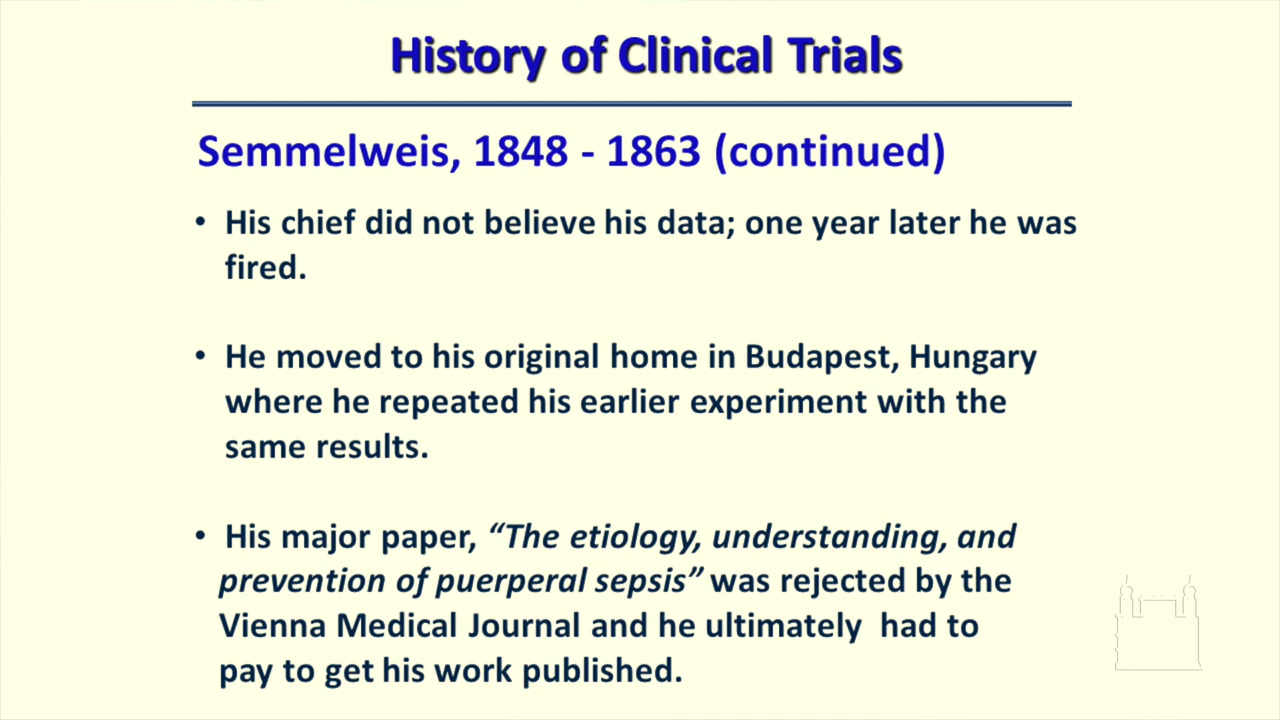 History of Clinical Trials
Semmelweis, 1848 - 1863 (continued)
• His chief did not believe his data; one year later he was
fired.
• He moved to his original home in Budapest, Hungary
where he repeated his earlier experiment with the
same results.
• His major paper, “The etiology, understanding, and
prevention of puerperal sepsis” was rejected by the
Vienna Medical Journal and he ultimately had to
pay to get his work published.